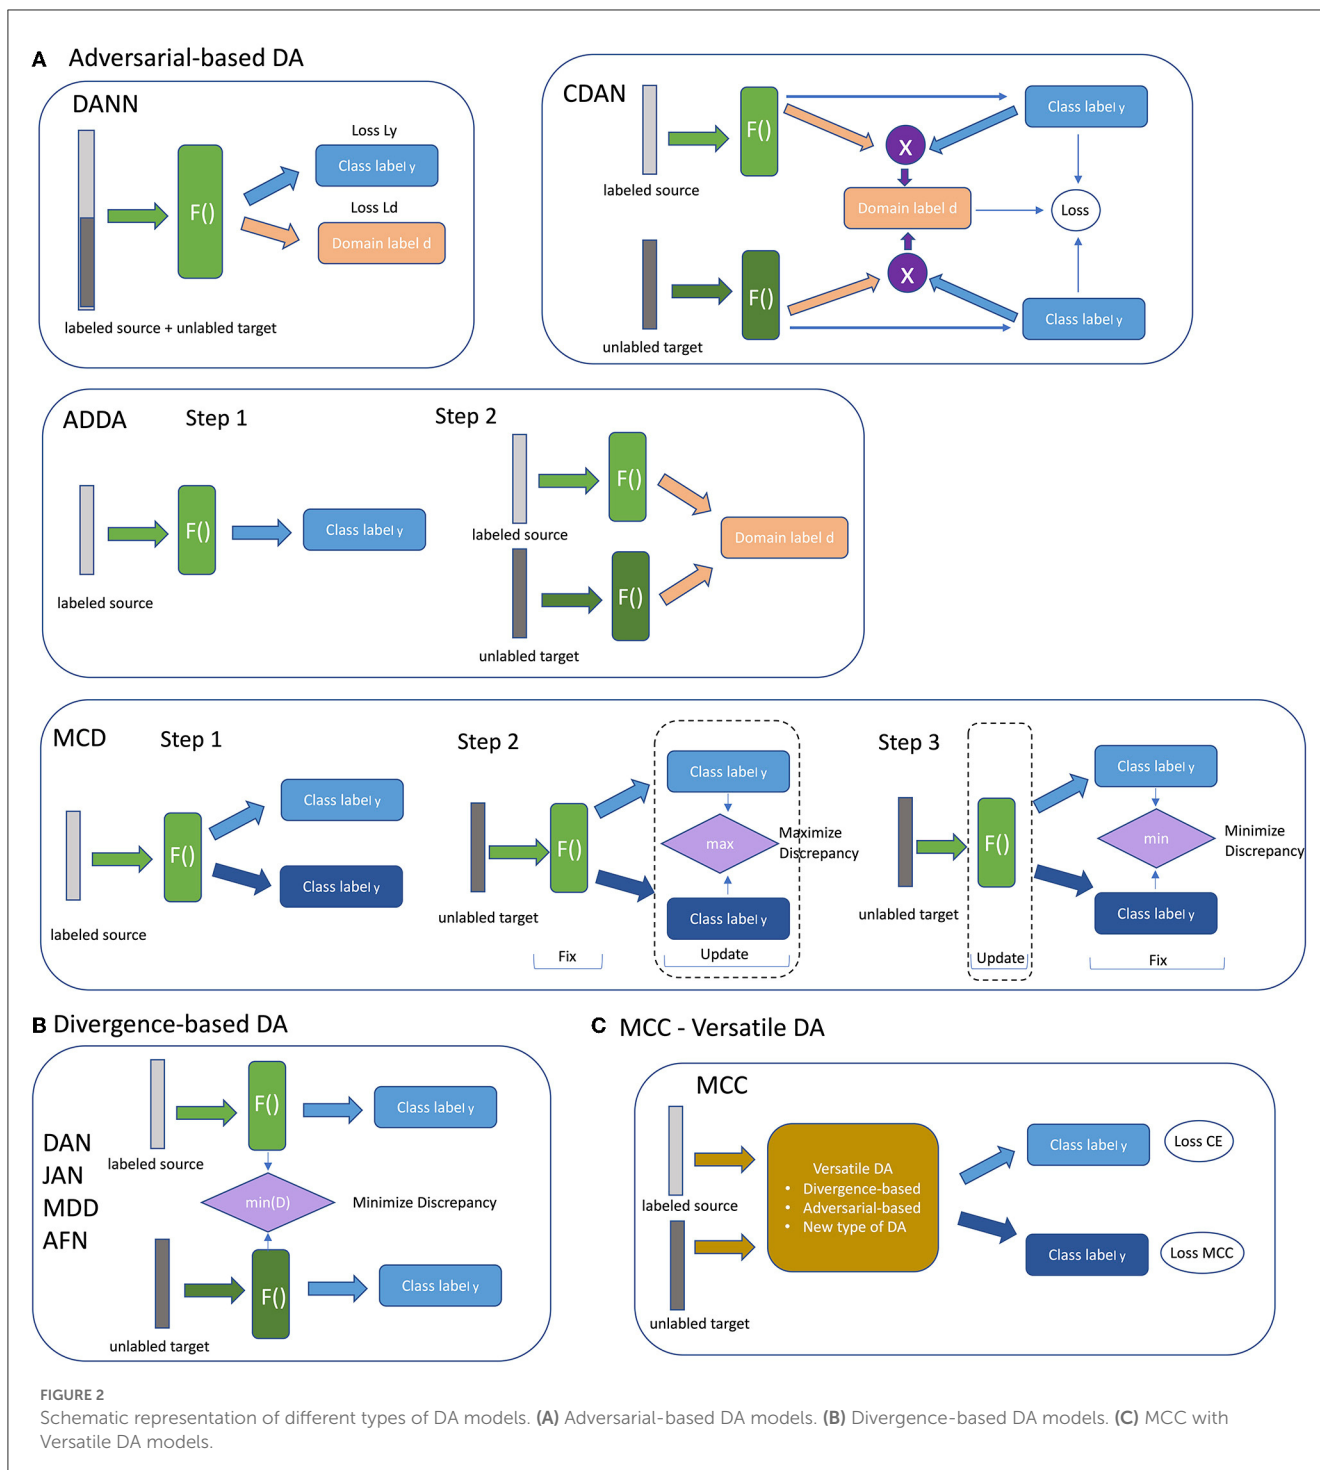 A Adversarial-based DA
DANN
Loss Ly
Class label y
F()
Loss Ld
Domain label d
labeled source + unlabled target
CDAN
F()
Class label y
X
labeled source
Domain label d
Loss
F()
X
Class label y
unlabled target
ADDA
Step 1
F()
Class label y
labeled source
Step 2
F()
labeled source
Domain label d
F()
unlabled target
MCD
Step 1
Class label y
F()
Class label y
labeled source
Step 2
Class label y
F()
max
Maximize
Discrepancy
unlabled target
Class label y
Fix
Update
Step 3
Class label y
F()
min
Minimize
Discrepancy
unlabled target
Class label y
Update
Fix
B Divergence-based DA
F()
Class label y
labeled source
DAN
JAN
MDD
AFN
min(D)
Minimize Discrepancy
F()
Class label y
unlabled target
C MCC - Versatile DA
MCC
labeled source
Versatile DA
• Divergence-based
• Adversarial-based
• New type of DA
Class label y
Loss CE
Class label y
Loss MCC
unlabled target
FIGURE 2
Schematic representation of different types of DA models. (A) Adversarial-based DA models. (B) Divergence-based DA models. (C) MCC with
Versatile DA models.